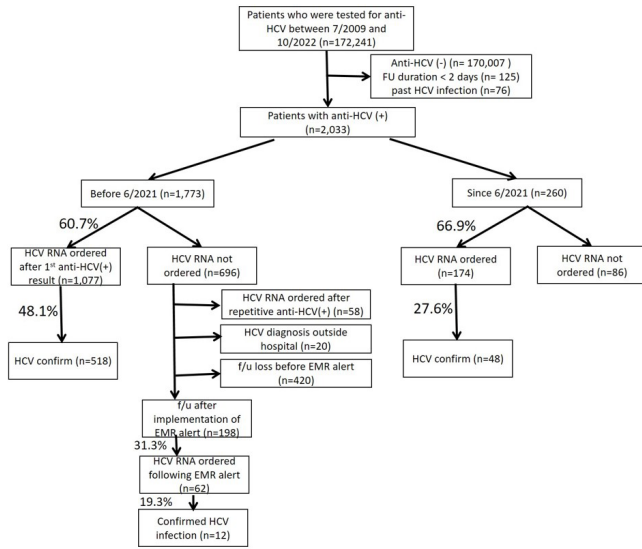 Patients who were tested for anti-
HCV between 7/2009 and
10/2022 (n=172,241)
Anti-HCV (-) (n= 170,007 )
FU duration < 2 days (n= 125)
past HCV infection (n=76)
Patients with anti-HCV (+)
(n=2,033)
Before 6/2021 (n=1,773)
Since 6/2021 (n=260)
60.7%
66.9%
HCV RNA ordered
after 1st anti-HCV(+)
result (n=1,077)
HCV RNA not
ordered (n=696)
HCV RNA ordered
(n=174)
HCV RNA not
ordered (n=86)
48.1%
27.6%
HCV RNA ordered after
repetitive anti-HCV(+) (n=58)
HCV diagnosis outside
hospital (n=20)
HCV confirm (n=518)
HCV confirm (n=48)
f/u loss before EMR alert
(n=420)
f/u after
implementation of
EMR alert (n=198)
31.3%
HCV RNA ordered
following EMR alert
(n=62)
19.3%
Confirmed HCV
infection (n=12)